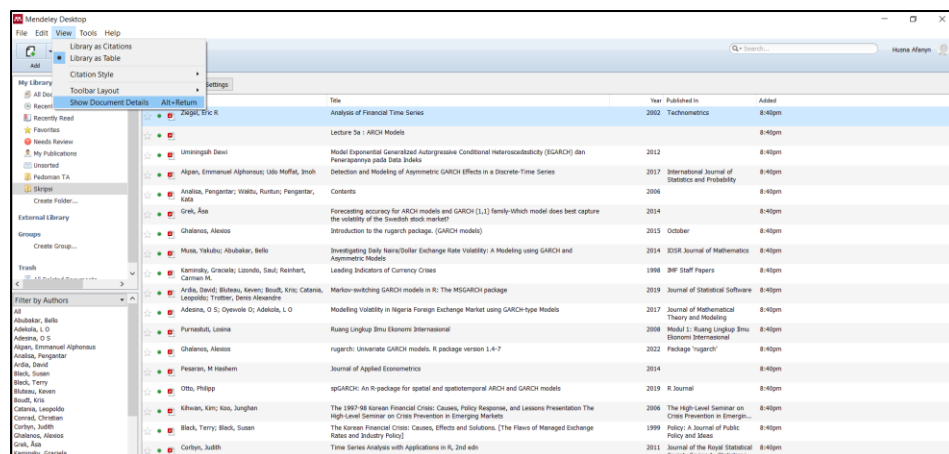 Mendeley Desktop
File Edit View Tools Help
Library as Citations
Library as Table
Citation Style
Toolbar Layout
Show Document Details Alt+Return
Add
Search...
Husna Afanyn
My Library
All Doc
Recent
Recently Read
Favorites
Needs Review
My Publications
Unsorted
Pedoman TA
Skripsi
Create Folder...
External Library
Groups
Create Group...
Trash
All Deleted Documents
Filter by Authors
All
Abubakar, Bello
Adekola, L O
Adesina, O S
Akpan, Emmanuel Alphonsus
Analisa, Pengantar
Ardia, David
Black, Susan
Black, Terry
Bluteau, Keven
Boudt, Kris
Catania, Leopoldo
Conrad, Christian
Corbyn, Judith
Ghalanos, Alexios
Grek, Åsa
Kaminsky, Graciela
Settings
Title Year Published In Added
Ziegel, Eric R Analysis of Financial Time Series 2002 Technometrics 8:40pm
Lecture 5a : ARCH Models 8:40pm
Uminingsih Dewi Model Exponential Generalized Autorgressive Conditional Heteroscedasticity (EGARCH) dan 2012 8:40pm
Penerapannya pada Data Indeks
Akpan, Emmanuel Alphonsus; Udo Moffat, Imoh Detection and Modeling of Asymmetric GARCH Effects in a Discrete-Time Series 2017 International Journal of 8:40pm
Statistics and Probability
Analisa, Pengantar; Waktu, Runtun; Pengantar, Contents 2006 8:40pm
Kata
Grek, Åsa Forecasting accuracy for ARCH models and GARCH (1,1) family-Which model does best capture 2014 8:40pm
the volatility of the Swedish stock market?
Ghalanos, Alexios Introduction to the rugarch package. (GARCH models) 2015 October 8:40pm
Musa, Yakubu; Abubakar, Bello Investigating Daily Naira/Dollar Exchange Rate Volatility: A Modeling using GARCH and 2014 IOSR Journal of Mathematics 8:40pm
Asymmetric Models
Kaminsky, Graciela; Lizondo, Saul; Reinhart, Leading Indicators of Currency Crises 1998 IMF Staff Papers 8:40pm
Carmen M.
Ardia, David; Bluteau, Keven; Boudt, Kris; Catania, Markov-switching GARCH models in R: The MSGARCH package 2019 Journal of Statistical Software 8:40pm
Leopoldo; Trottier, Denis Alexandre
Adesina, O S; Oyewole O; Adekola, L O Modelling Volatility in Nigeria Foreign Exchange Market using GARCH-type Models 2017 Journal of Mathematical 8:40pm
Theory and Modeling
Purnastuti, Losina Ruang Lingkup Ilmu Ekonomi Internasional 2008 Modul 1: Ruang Lingkup Ilmu 8:40pm
Ekonomi Internasional
Ghalanos, Alexios rugarch: Univariate GARCH models. R package version 1.4-7 2022 Package 'rugarch' 8:40pm
Pesaran, M Hashem Journal of Applied Econometrics 2014 8:40pm
Otto, Philipp spGARCH: An R-package for spatial and spatiotemporal ARCH and GARCH models 2019 R Journal 8:40pm
Kihwan, Kim; Koo, Junghan The 1997-98 Korean Financial Crisis: Causes, Policy Response, and Lessons Presentation The 2006 The High-Level Seminar on 8:40pm
High-Level Seminar on Crisis Prevention in Emerging Markets Crisis Prevention in Emergin...
Black, Terry; Black, Susan The Korean Financial Crisis: Causes, Effects and Solutions. [The Flaws of Managed Exchange 1999 Policy: A Journal of Public 8:40pm
Rates and Industry Policy] Policy and Ideas
Corbyn, Judith Time Series Analysis with Applications in R, 2nd edn 2011 Journal of the Royal Statistical 8:40pm